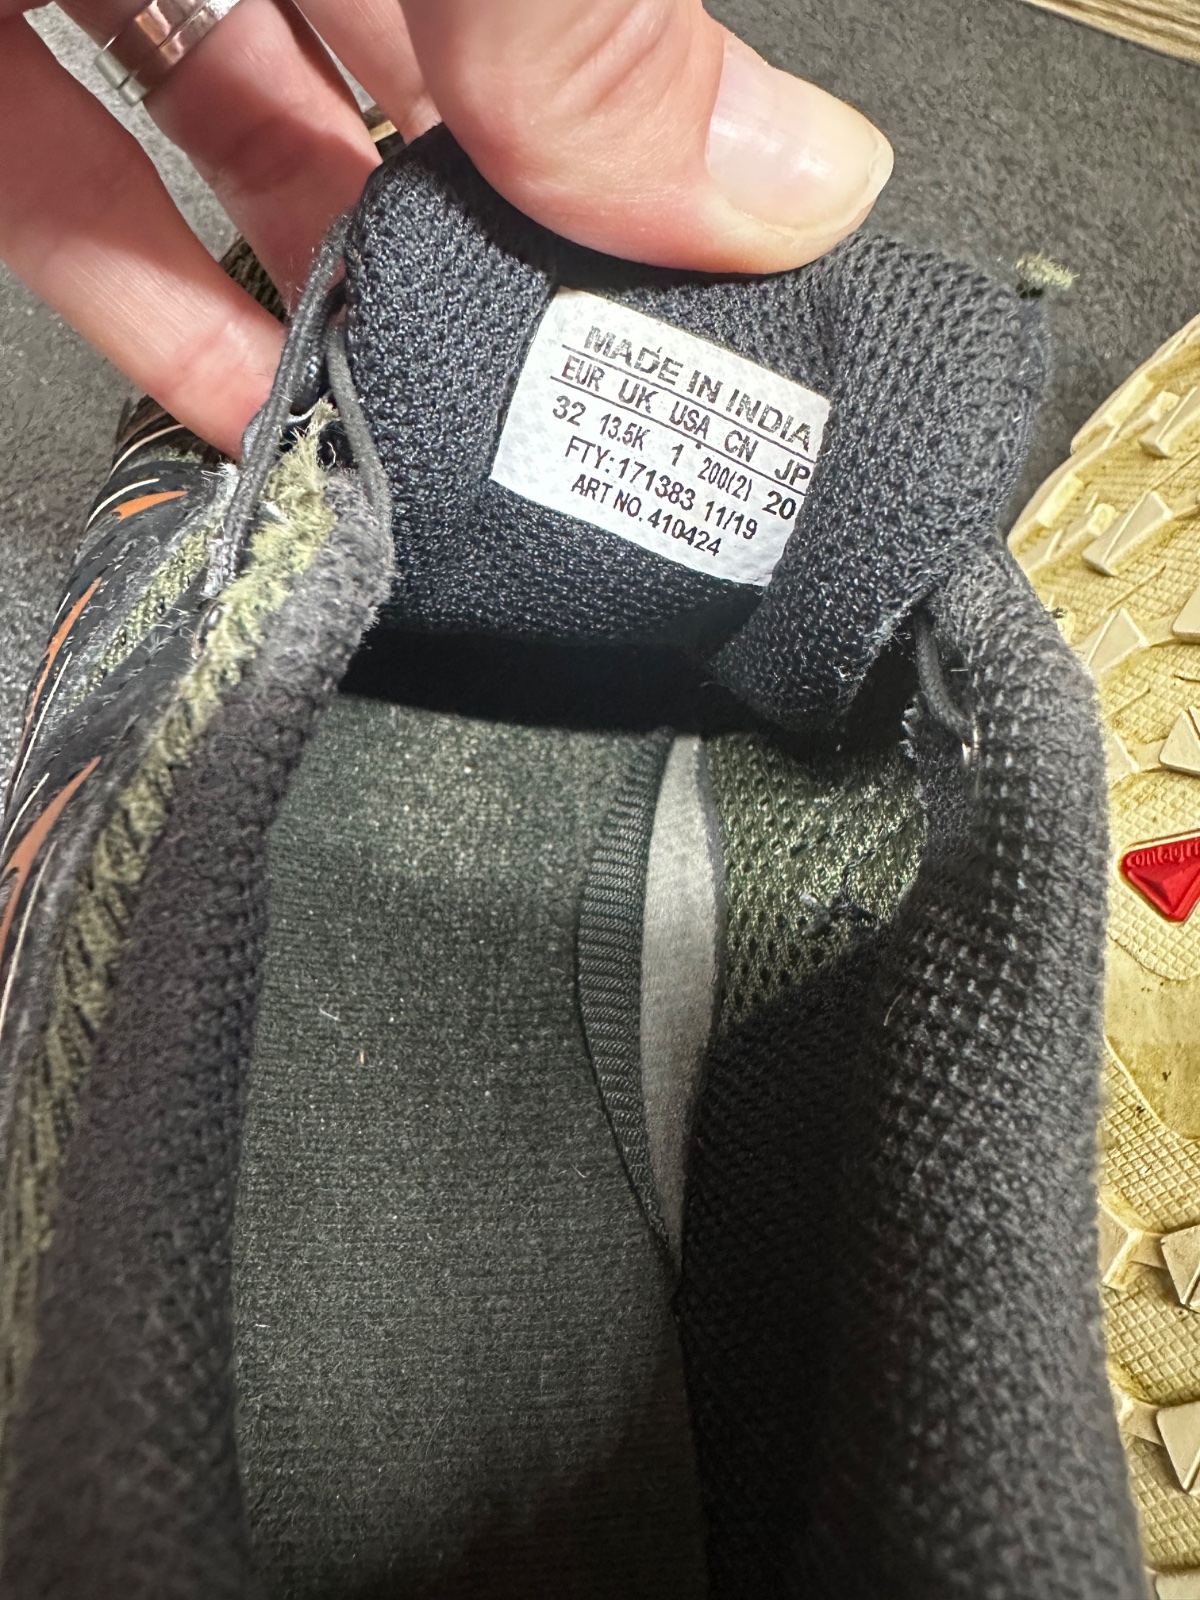 MADE IN INDIA
EUR UK USA CN JP
32 13.5K 1 200(2) 20
FTY: 171383 11/19
ART NO. 410424